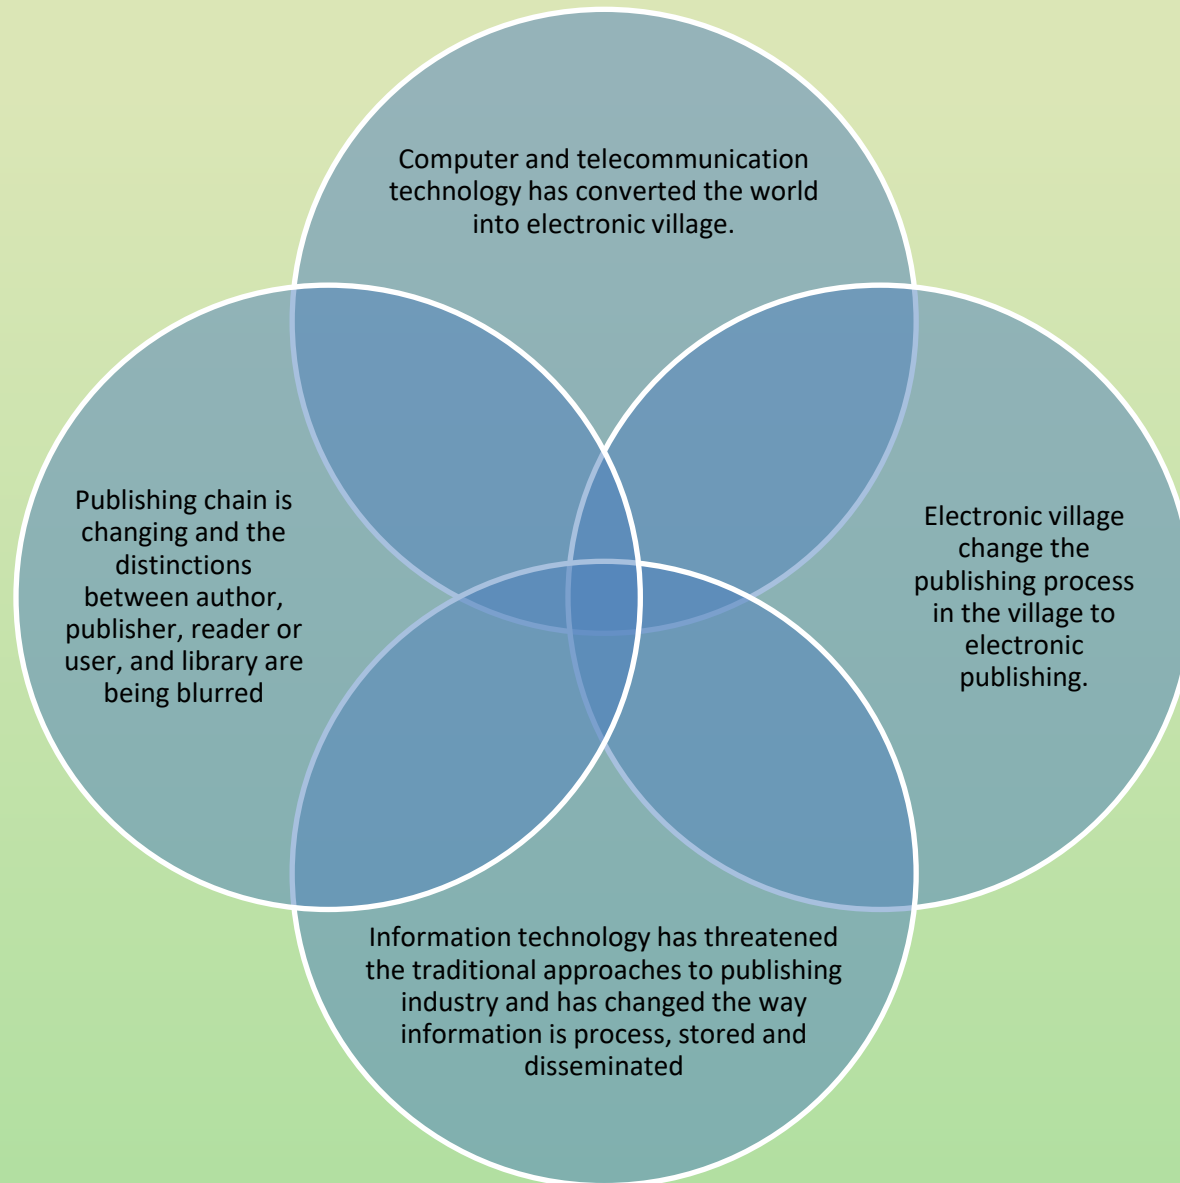 Computer and telecommunication
technology has converted the world
into electronic village.
Publishing chain is
changing and the
distinctions
between author,
publisher, reader or
user, and library are
being blurred
Electronic village
change the
publishing process
in the village to
electronic
publishing.
Information technology has threatened
the traditional approaches to publishing
industry and has changed the way
information is process, stored and
disseminated